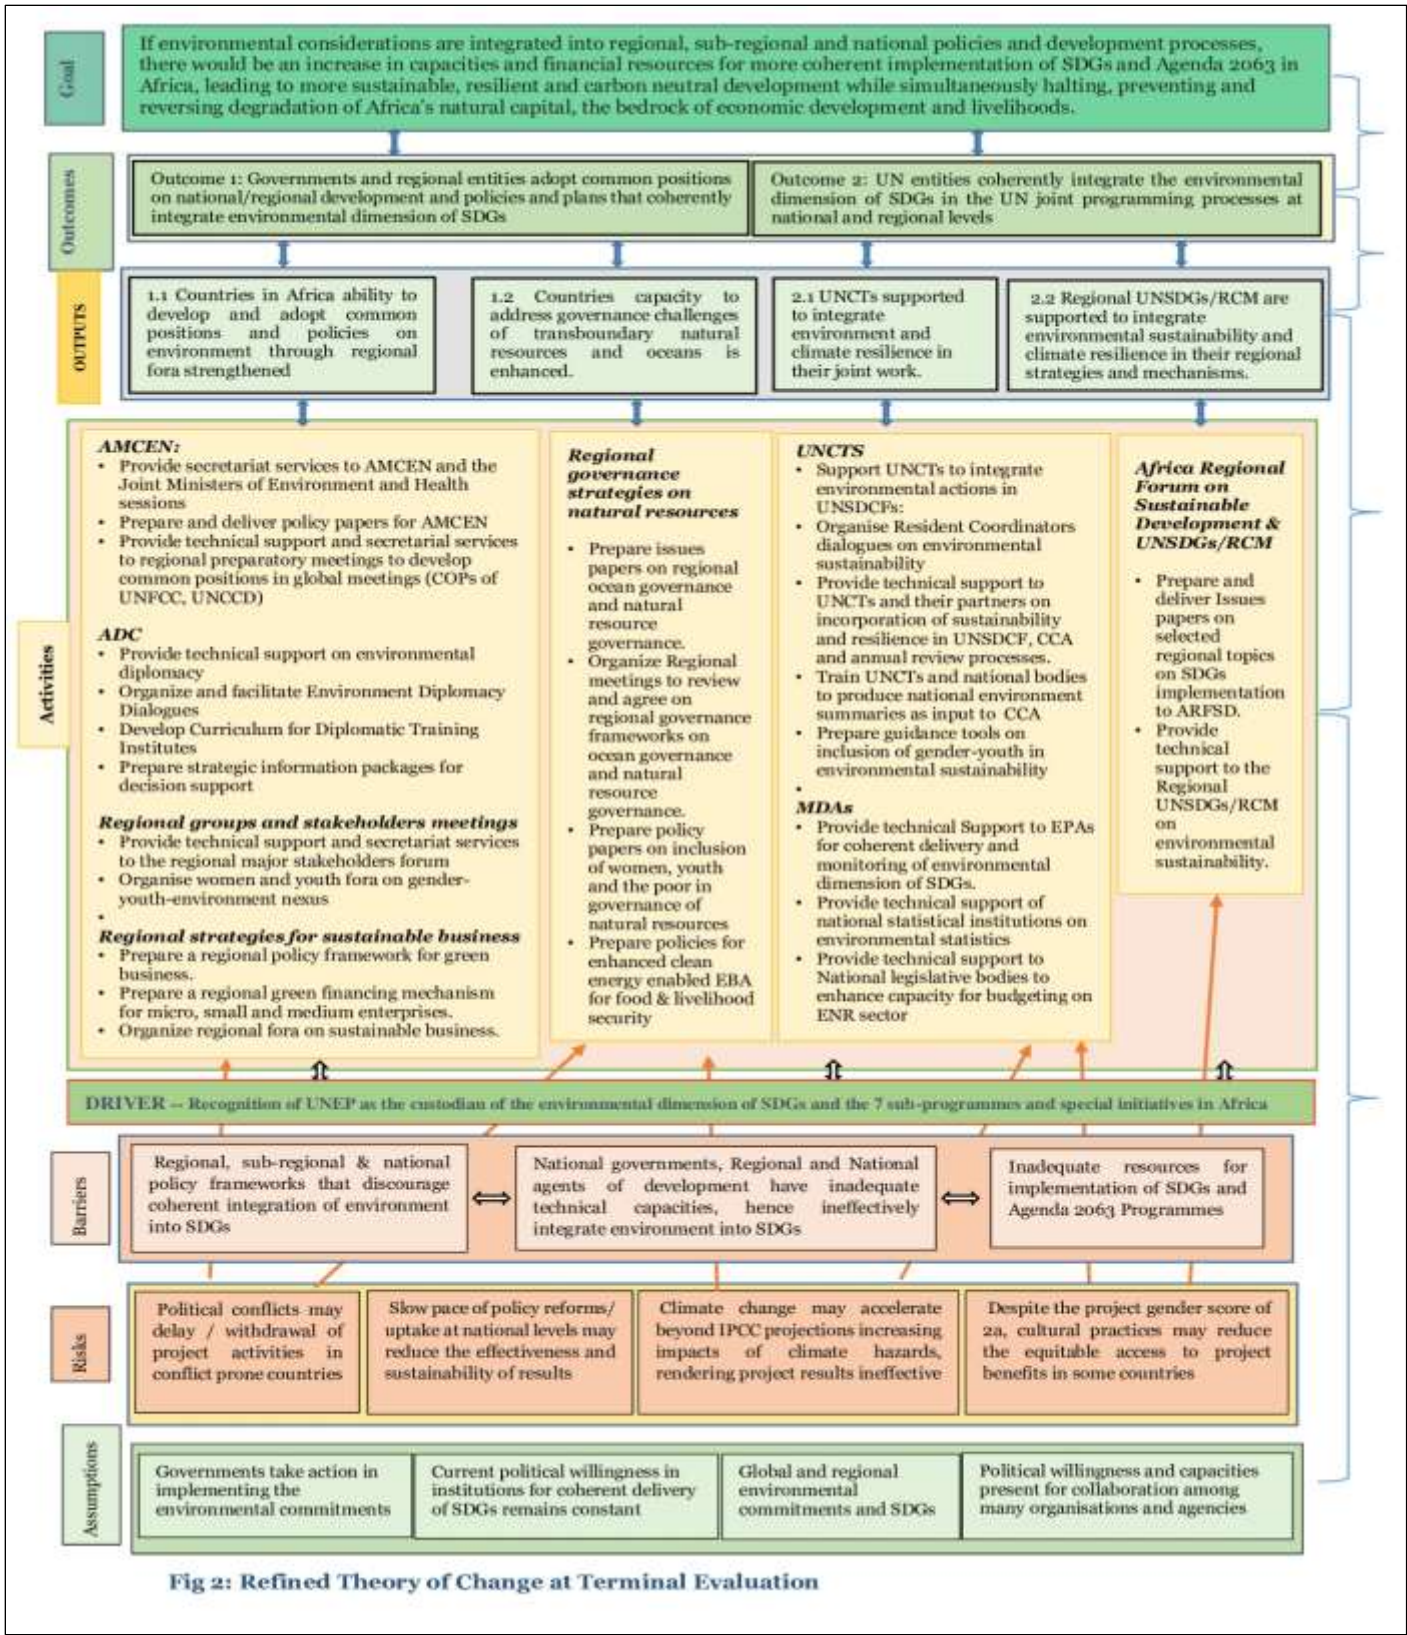 Goal
If environmental considerations are integrated into regional, sub-regional and national policies and development processes,
there would be an increase in capacities and financial resources for more coherent implementation of SDGs and Agenda 2063 in
Africa, leading to more sustainable, resilient and carbon neutral development while simultaneously halting, preventing and
reversing degradation of Africa's natural capital, the bedrock of economic development and livelihoods.
Outcomes
Outcome 1: Governments and regional entities adopt common positions
on national/regional development and policies and plans that coherently
integrate environmental dimension of SDGs
Outcome 2: UN entities coherently integrate the environmental
dimension of SDGs in the UN joint programming processes at
national and regional levels
OUTPUTS
1.1 Countries in Africa ability to
develop and adopt common
positions and policies on
environment through regional
fora strengthened
1.2 Countries capacity to
address governance challenges
of transboundary natural
resources and oceans is
enhanced.
2.1 UNCTs supported
to integrate
environment and
climate resilience in
their joint work.
2.2 Regional UNSDGs/RCM are
supported to integrate
environmental sustainability and
climate resilience in their regional
strategies and mechanisms.
Activities
AMCEN:
• Provide secretariat services to AMCEN and the
Joint Ministers of Environment and Health
sessions
• Prepare and deliver policy papers for AMCEN
• Provide technical support and secretarial services
to regional preparatory meetings to develop
common positions in global meetings (COPs of
UNFCC, UNCCD)
ADC
• Provide technical support on environmental
diplomacy
• Organize and facilitate Environment Diplomacy
Dialogues
• Develop Curriculum for Diplomatic Training
Institutes
• Prepare strategic information packages for
decision support
Regional groups and stakeholders meetings
• Provide technical support and secretariat services
to the regional major stakeholders forum
• Organise women and youth fora on gender-
youth-environment nexus
•
Regional strategies for sustainable business
• Prepare a regional policy framework for green
business.
• Prepare a regional green financing mechanism
for micro, small and medium enterprises.
• Organize regional fora on sustainable business.
Regional
governance
strategies on
natural resources
• Prepare issues
papers on regional
ocean governance
and natural
resource
governance.
• Organize Regional
meetings to review
and agree on
regional governance
frameworks on
ocean governance
and natural
resource
governance.
• Prepare policy
papers on inclusion
of women, youth
and the poor in
governance of
natural resources
• Prepare policies for
enhanced clean
energy enabled EBA
for food & livelihood
security
UNCTS
• Support UNCTs to integrate
environmental actions in
UNSDCFs:
• Organise Resident Coordinators
dialogues on environmental
sustainability
• Provide technical support to
UNCTs and their partners on
incorporation of sustainability
and resilience in UNSDCF, CCA
and annual review processes.
• Train UNCTs and national bodies
to produce national environment
summaries as input to CCA
• Prepare guidance tools on
inclusion of gender-youth in
environmental sustainability
•
MDAs
• Provide technical Support to EPAs
for coherent delivery and
monitoring of environmental
dimension of SDGs.
• Provide technical support of
national statistical institutions on
environmental statistics
• Provide technical support to
National legislative bodies to
enhance capacity for budgeting on
ENR sector
Africa Regional
Forum on
Sustainable
Development &
UNSDGs/RCM
• Prepare and
deliver Issues
papers on
selected
regional topics
on SDGs
implementation
to ARFSD.
• Provide
technical
support to the
Regional
UNSDGs/RCM
on
environmental
sustainability.
DRIVER -- Recognition of UNEP as the custodian of the environmental dimension of SDGs and the 7 sub-programmes and special initiatives in Africa
Barriers
Regional, sub-regional & national
policy frameworks that discourage
coherent integration of environment
into SDGs
National governments, Regional and National
agents of development have inadequate
technical capacities, hence ineffectively
integrate environment into SDGs
Inadequate resources for
implementation of SDGs and
Agenda 2063 Programmes
Risks
Political conflicts may
delay / withdrawal of
project activities in
conflict prone countries
Slow pace of policy reforms/
uptake at national levels may
reduce the effectiveness and
sustainability of results
Climate change may accelerate
beyond IPCC projections increasing
impacts of climate hazards,
rendering project results ineffective
Despite the project gender score of
2a, cultural practices may reduce
the equitable access to project
benefits in some countries
Assumptions
Governments take action in
implementing the
environmental commitments
Current political willingness in
institutions for coherent delivery
of SDGs remains constant
Global and regional
environmental
commitments and SDGs
Political willingness and capacities
present for collaboration among
many organisations and agencies
Fig 2: Refined Theory of Change at Terminal Evaluation